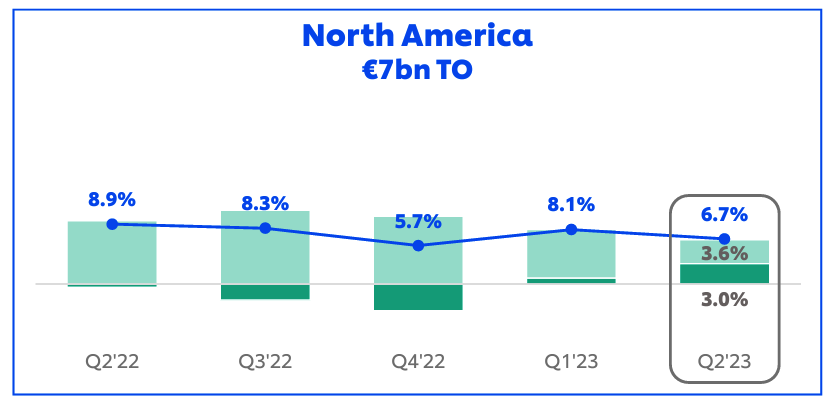 North America
€7bn TO
8.9%
8.3%
5.7%
8.1%
6.7%
3.6%
3.0%
Q2'22
Q3'22
Q4'22
Q1'23
Q2'23